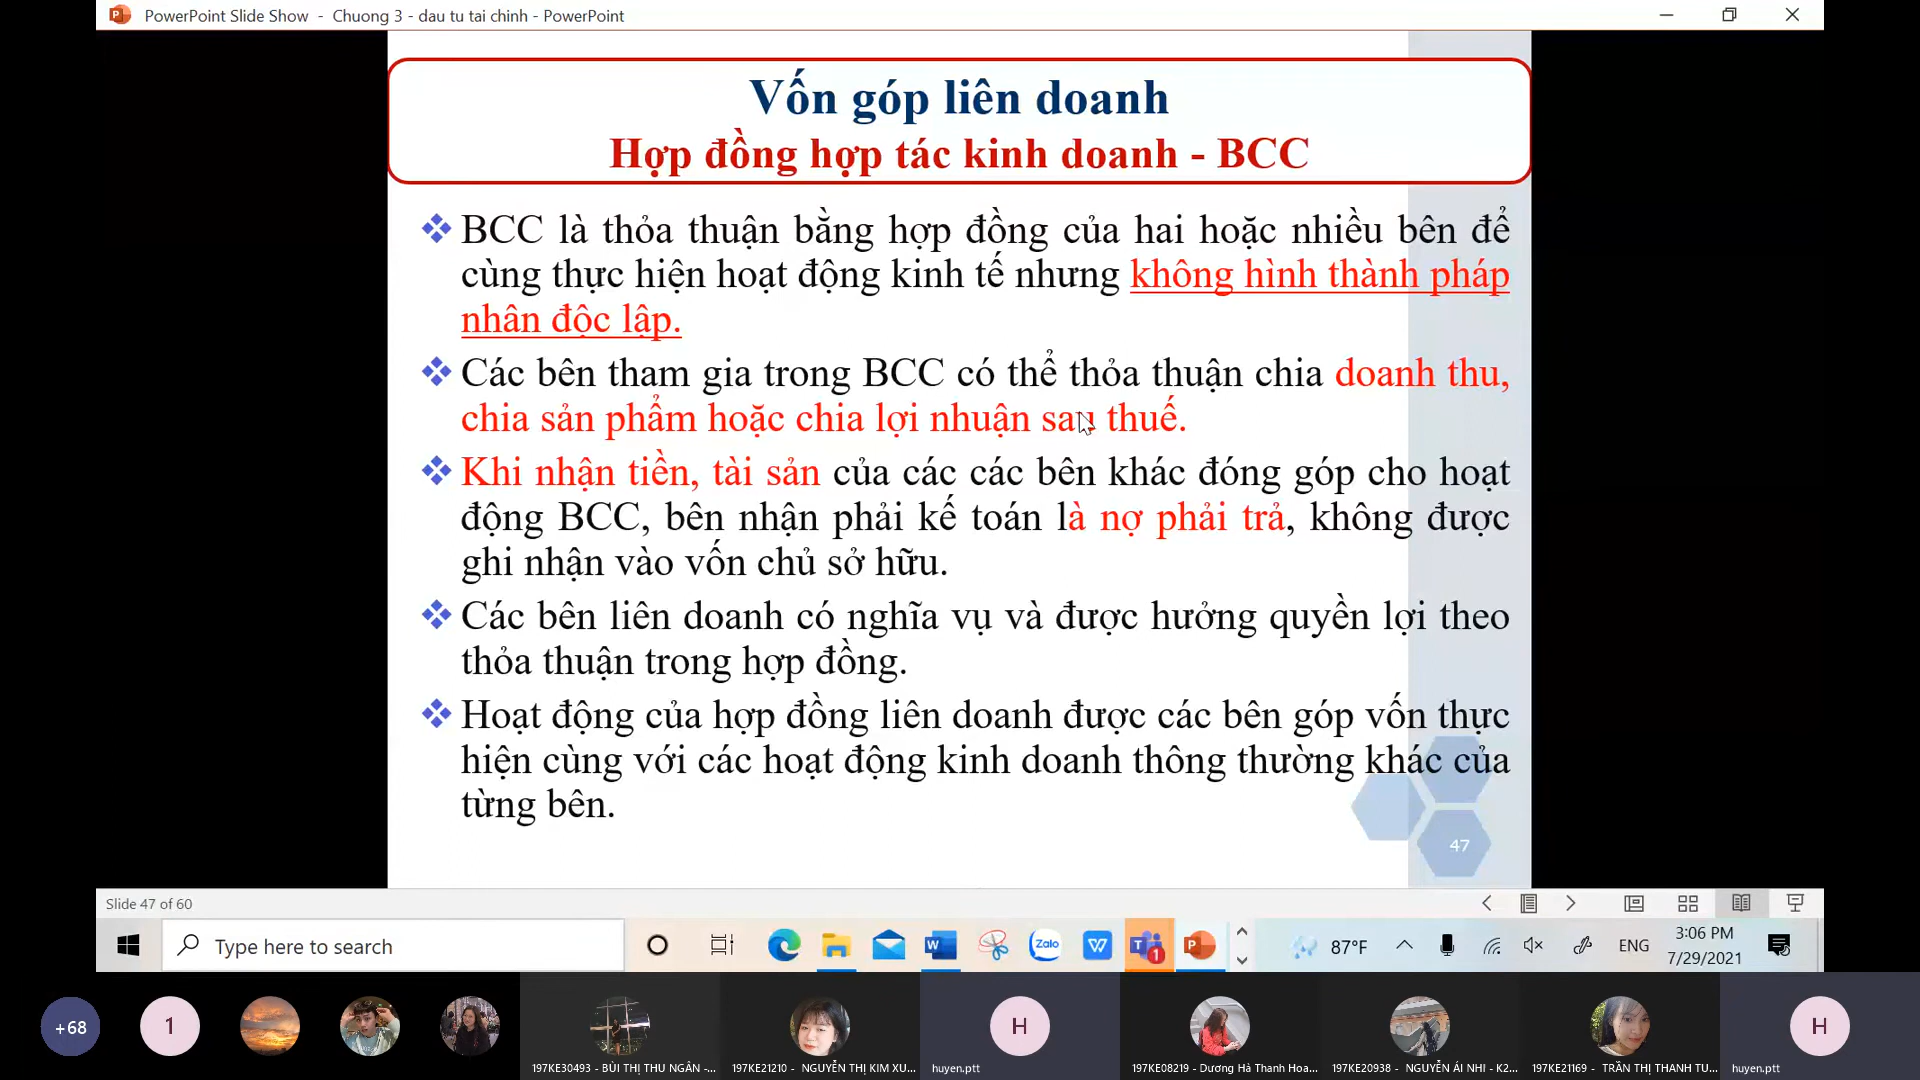 PowerPoint Slide Show - Chuong 3 - dau tu tai chinh - PowerPoint
Vốn góp liên doanh
Hợp đồng hợp tác kinh doanh - BCC
BCC là thỏa thuận bằng hợp đồng của hai hoặc nhiều bên để
cùng thực hiện hoạt động kinh tế nhưng không hình thành pháp
nhân độc lập.
Các bên tham gia trong BCC có thể thỏa thuận chia doanh thu,
chia sản phẩm hoặc chia lợi nhuận sau thuế.
Khi nhận tiền, tài sản của các các bên khác đóng góp cho hoạt
động BCC, bên nhận phải kế toán là nợ phải trả, không được
ghi nhận vào vốn chủ sở hữu.
Các bên liên doanh có nghĩa vụ và được hưởng quyền lợi theo
thỏa thuận trong hợp đồng.
Hoạt động của hợp đồng liên doanh được các bên góp vốn thực
hiện cùng với các hoạt động kinh doanh thông thường khác của
từng bên.
47
Slide 47 of 60
Type here to search
Zalo
1
87°F
ENG
3:06 PM
7/29/2021
+68
1
H
H
197KE30493 - BÙI THỊ THU NGÂN -...
197KE21210 - NGUYỄN THỊ KIM XU...
huyen.ptt
197KE08219 - Dương Hà Thanh Hoa...
197KE20938 - NGUYỄN ÁI NHI - K2...
197KE21169 - TRẦN THỊ THANH TU...
huyen.ptt